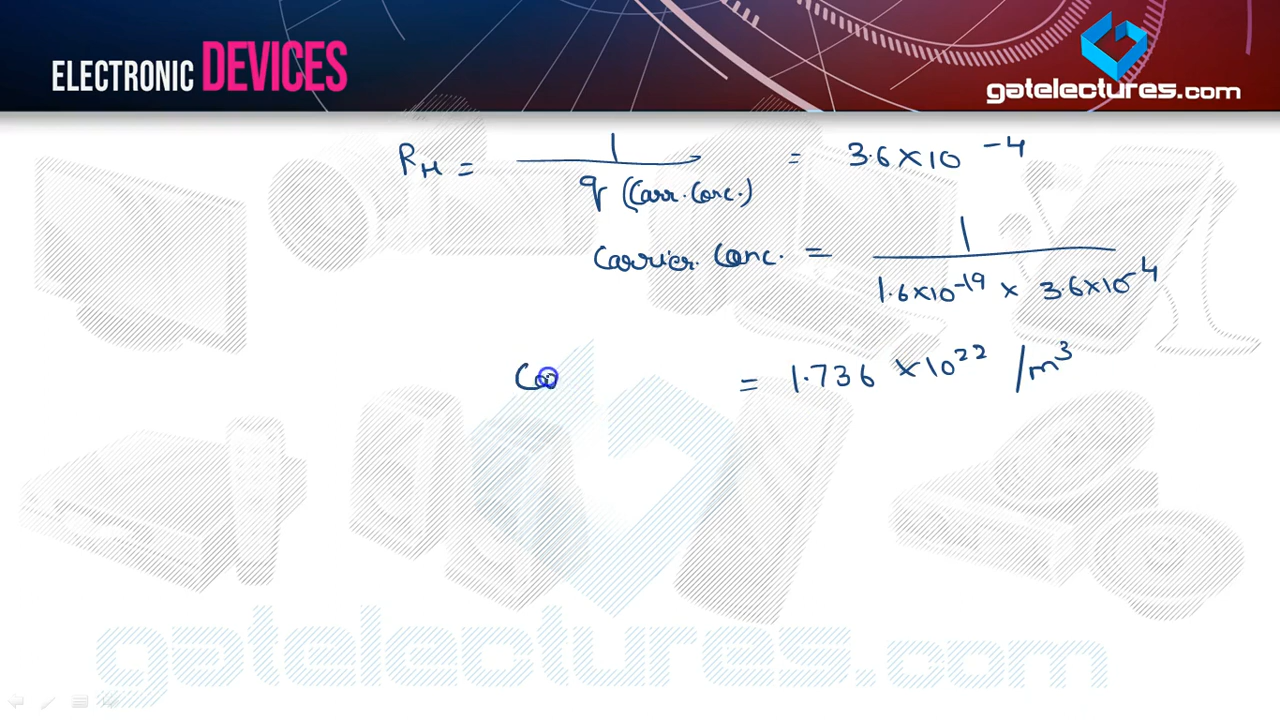 ELECTRONIC DEVICES
gatelectures.com
R_H = 1 / q (Carr. Conc.) = 3.6×10^-4
Carrier. Conc. = 1 / 1.6×10^-19 × 3.6×10^-4
= 1.736 ×10^22 /m^3
gatelectures.com